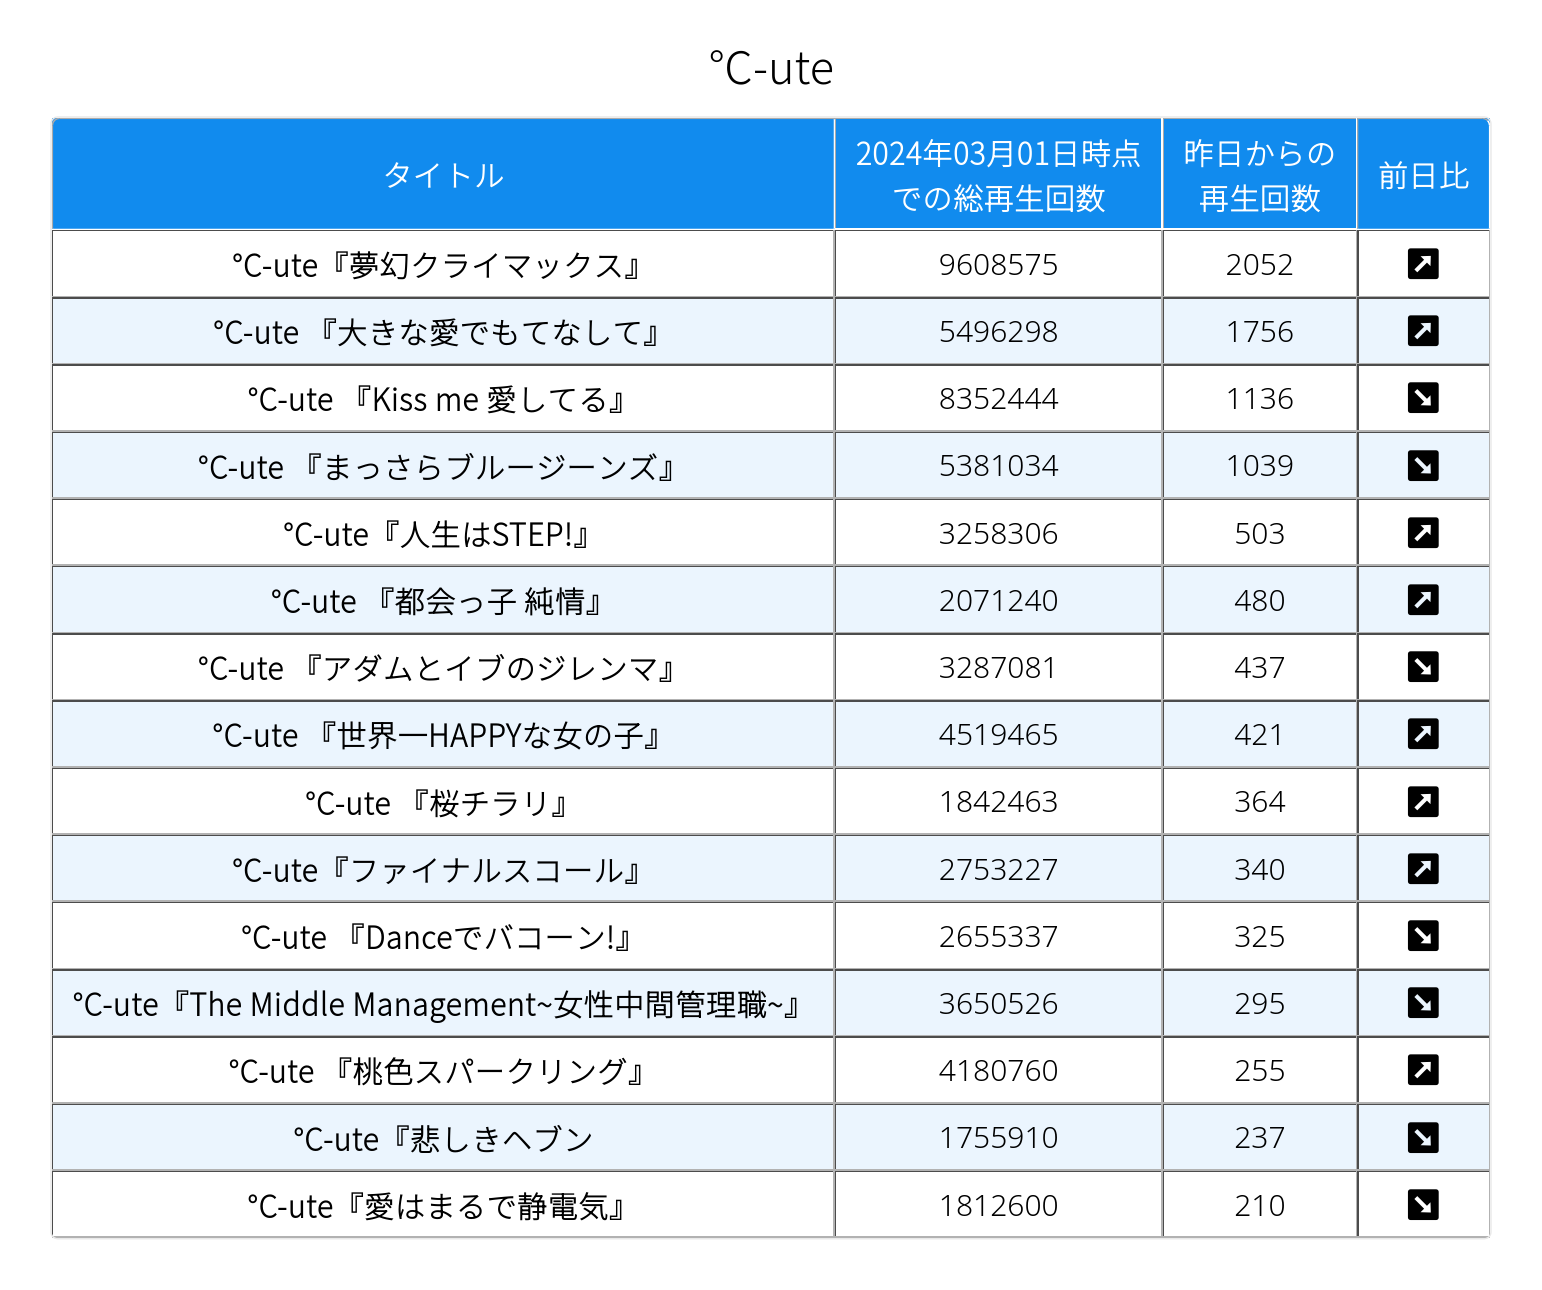 ℃-ute
タイトル 2024年03月01日時点での総再生回数 昨日からの再生回数 前日比
℃-ute『夢幻クライマックス』 9608575 2052 ↗
℃-ute 『大きな愛でもてなして』 5496298 1756 ↗
℃-ute 『Kiss me 愛してる』 8352444 1136 ↘
℃-ute 『まっさらブルージーンズ』 5381034 1039 ↘
℃-ute『人生はSTEP!』 3258306 503 ↗
℃-ute 『都会っ子 純情』 2071240 480 ↗
℃-ute 『アダムとイブのジレンマ』 3287081 437 ↘
℃-ute 『世界一HAPPYな女の子』 4519465 421 ↗
℃-ute 『桜チラリ』 1842463 364 ↗
℃-ute『ファイナルスコール』 2753227 340 ↗
℃-ute 『Danceでバコーン!』 2655337 325 ↘
℃-ute『The Middle Management~女性中間管理職~』 3650526 295 ↘
℃-ute 『桃色スパークリング』 4180760 255 ↗
℃-ute『悲しきヘブン 1755910 237 ↘
℃-ute『愛はまるで静電気』 1812600 210 ↘